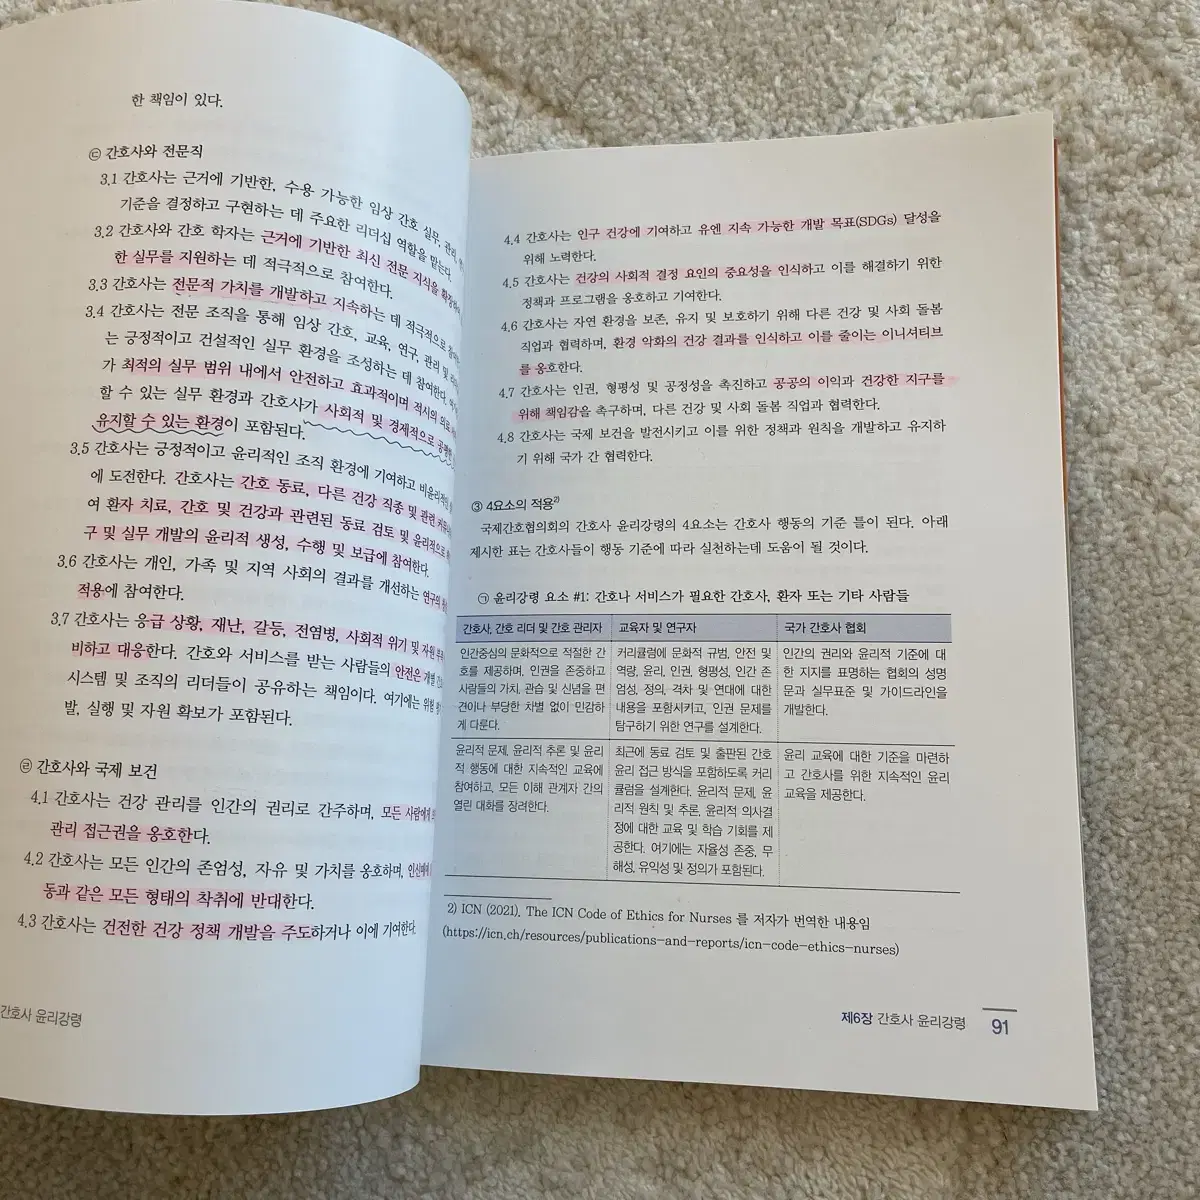 한 책임이 있다.
㉢ 간호사와 전문직
3.1 간호사는 근거에 기반한, 수용 가능한 임상 간호 실무, 관리,
기준을 결정하고 구현하는 데 주요한 리더십 역할을 맡는다.
3.2 간호사와 간호 학자는 근거에 기반한 최신 전문 지식을
한 실무를 지원하는 데 적극적으로 참여한다.
3.3 간호사는 전문적 가치를 개발하고 지속하는 데 적극적으로
3.4 간호사는 전문 조직을 통해 임상 간호, 교육, 연구, 관리 및
는 긍정적이고 건설적인 실무 환경을 조성하는 데 참여한다.
가 최적의 실무 범위 내에서 안전하고 효과적이며 적시의 의료
할 수 있는 실무 환경과 간호사가 사회적 및 경제적으로
유지할 수 있는 환경이 포함된다.
3.5 간호사는 긍정적이고 윤리적인 조직 환경에 기여하고
에 도전한다. 간호사는 간호 동료, 다른 건강 직종 및 관련
여 환자 치료, 간호 및 건강과 관련된 동료 검토 및 윤리적으로
구 및 실무 개발의 윤리적 생성, 수행 및 보급에 참여한다.
3.6 간호사는 개인, 가족 및 지역 사회의 결과를 개선하는 연구의
적용에 참여한다.
3.7 간호사는 응급 상황, 재난, 갈등, 전염병, 사회적 위기 및 자원
비하고 대응한다. 간호와 서비스를 받는 사람들의 안전은 개별
시스템 및 조직의 리더들이 공유하는 책임이다. 여기에는 위험
발, 실행 및 자원 확보가 포함된다.
㉣ 간호사와 국제 보건
4.1 간호사는 건강 관리를 인간의 권리로 간주하며, 모든 사람에게
관리 접근권을 옹호한다.
4.2 간호사는 모든 인간의 존엄성, 자유 및 가치를 옹호하며,
동과 같은 모든 형태의 착취에 반대한다.
4.3 간호사는 건전한 건강 정책 개발을 주도하거나 이에 기여한다.
간호사 윤리강령
4.4 간호사는 인구 건강에 기여하고 유엔 지속 가능한 개발 목표(SDGs) 달성을
위해 노력한다.
4.5 간호사는 건강의 사회적 결정 요인의 중요성을 인식하고 이를 해결하기 위한
정책과 프로그램을 옹호하고 기여한다.
4.6 간호사는 자연 환경을 보존, 유지 및 보호하기 위해 다른 건강 및 사회 돌봄
직업과 협력하며, 환경 악화의 건강 결과를 인식하고 이를 줄이는 이니셔티브
를 옹호한다.
4.7 간호사는 인권, 형평성 및 공정성을 촉진하고 공공의 이익과 건강한 지구를
위해 책임감을 촉구하며, 다른 건강 및 사회 돌봄 직업과 협력한다.
4.8 간호사는 국제 보건을 발전시키고 이를 위한 정책과 원칙을 개발하고 유지하
기 위해 국가 간 협력한다.
③ 4요소의 적용2)
국제간호협의회의 간호사 윤리강령의 4요소는 간호사 행동의 기준 틀이 된다. 아래
제시한 표는 간호사들이 행동 기준에 따라 실천하는데 도움이 될 것이다.
㉠ 윤리강령 요소 #1: 간호나 서비스가 필요한 간호사, 환자 또는 기타 사람들
간호사, 간호 리더 및 간호 관리자
인간중심의 문화적으로 적절한 간
호를 제공하며, 인권을 존중하고
사람들의 가치, 관습 및 신념을 편
견이나 부당한 차별 없이 민감하
게 다룬다.
교육자 및 연구자
커리큘럼에 문화적 규범, 안전 및
역량, 윤리, 인권, 형평성, 인간 존
엄성, 정의, 격차 및 연대에 대한
내용을 포함시키고, 인권 문제를
탐구하기 위한 연구를 설계한다.
국가 간호사 협회
인간의 권리와 윤리적 기준에 대
한 지지를 표명하는 협회의 성명
문과 실무표준 및 가이드라인을
개발한다.
윤리적 문제, 윤리적 추론 및 윤리
적 행동에 대한 지속적인 교육에
참여하고, 모든 이해 관계자 간의
열린 대화를 장려한다.
최근에 동료 검토 및 출판된 간호
윤리 접근 방식을 포함하도록 커리
큘럼을 설계한다. 윤리적 문제, 윤
리적 원칙 및 추론, 윤리적 의사결
정에 대한 교육 및 학습 기회를 제
공한다. 여기에는 자율성 존중, 무
해성, 유익성 및 정의가 포함된다.
윤리 교육에 대한 기준을 마련하
고 간호사를 위한 지속적인 윤리
교육을 제공한다.
2) ICN (2021). The ICN Code of Ethics for Nurses 를 저자가 번역한 내용임
(https://icn.ch/resources/publications-and-reports/icn-code-ethics-nurses)
제6장 간호사 윤리강령 91